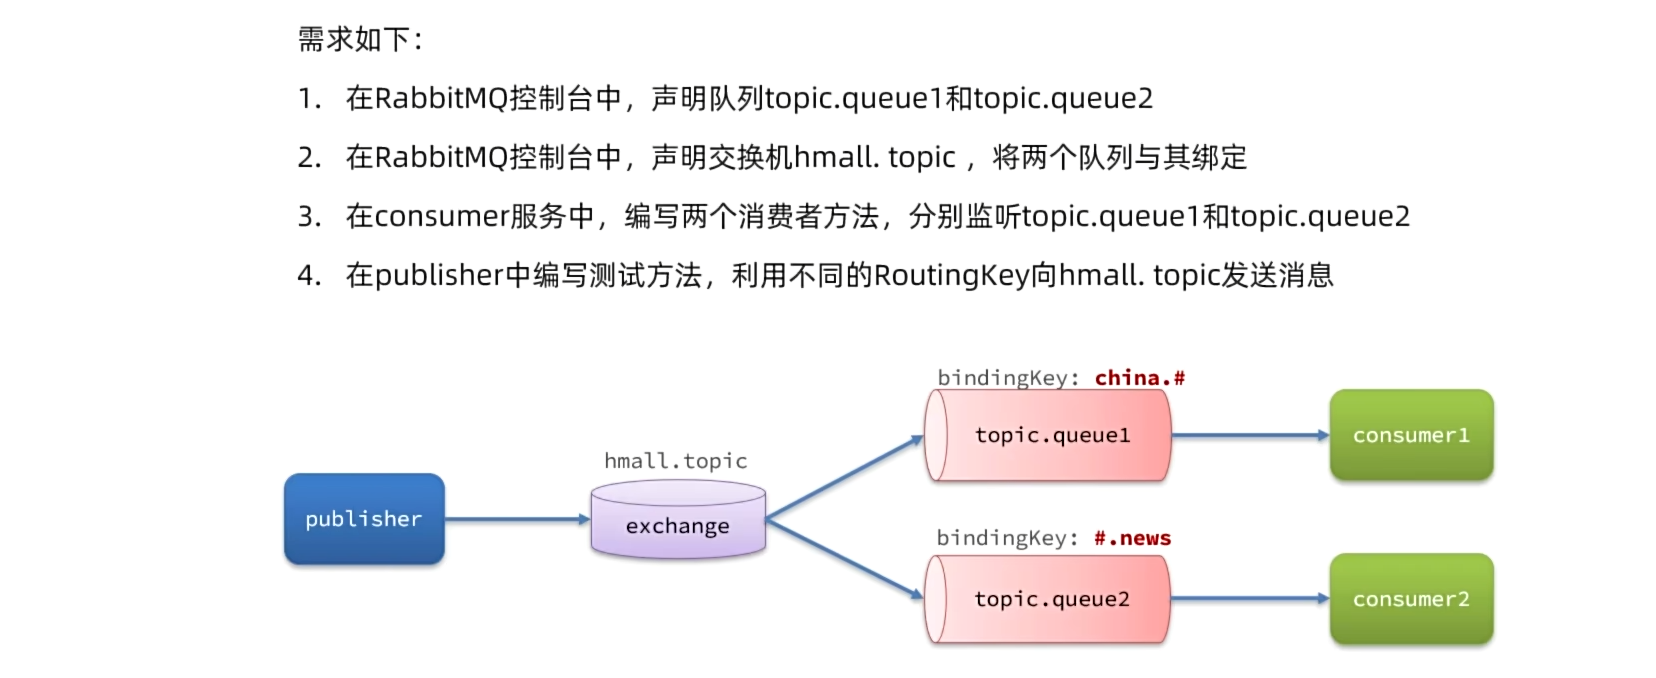 需求如下：
1. 在RabbitMQ控制台中，声明队列topic.queue1和topic.queue2
2. 在RabbitMQ控制台中，声明交换机hmall. topic ，将两个队列与其绑定
3. 在consumer服务中，编写两个消费者方法，分别监听topic.queue1和topic.queue2
4. 在publisher中编写测试方法，利用不同的RoutingKey向hmall. topic发送消息
bindingKey: china.#
topic.queue1
consumer1
hmall.topic
publisher
exchange
bindingKey: #.news
topic.queue2
consumer2